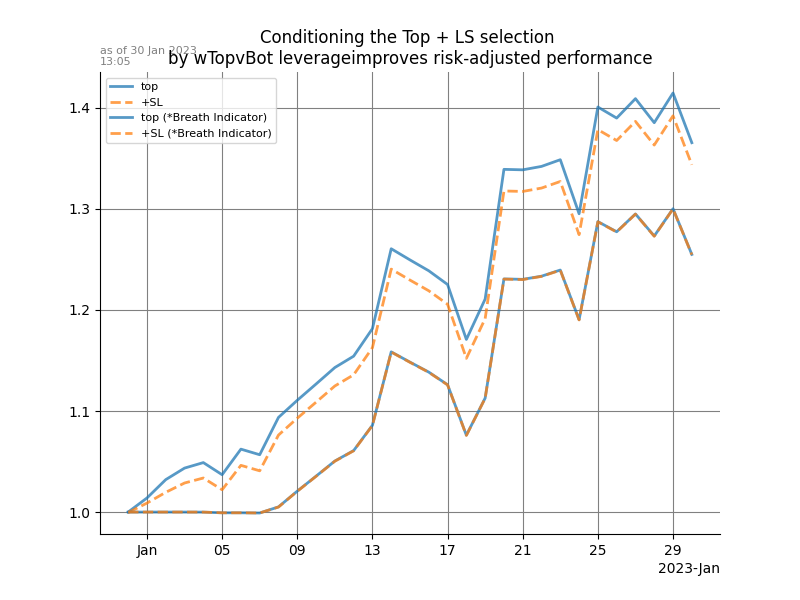 Conditioning the Top + LS selection
as of 30 Jan 2023
13:05
by wTopvBot leverageimproves risk-adjusted performance
top
+SL
top (*Breath Indicator)
+SL (*Breath Indicator)
1.4
1.3
1.2
1.1
1.0
Jan 05 09 13 17 21 25 29
2023-Jan